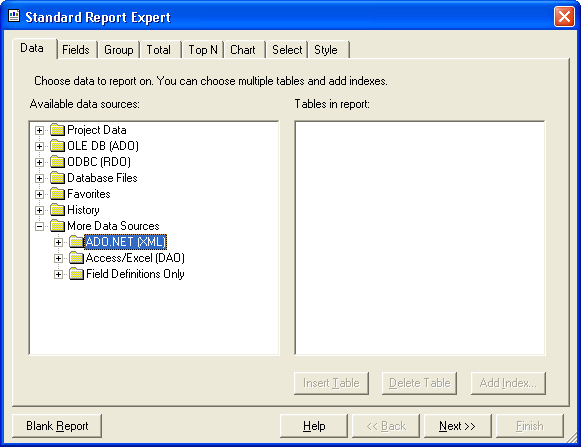 Standard Report Expert
Data Fields Group Total Top N Chart Select Style
Choose data to report on. You can choose multiple tables and add indexes.
Available data sources: Tables in report:
Project Data
OLE DB (ADO)
ODBC (RDO)
Database Files
Favorites
History
More Data Sources
ADO.NET (XML)
Access/Excel (DAO)
Field Definitions Only
Insert Table Delete Table Add Index...
Blank Report Help << Back Next >> Finish